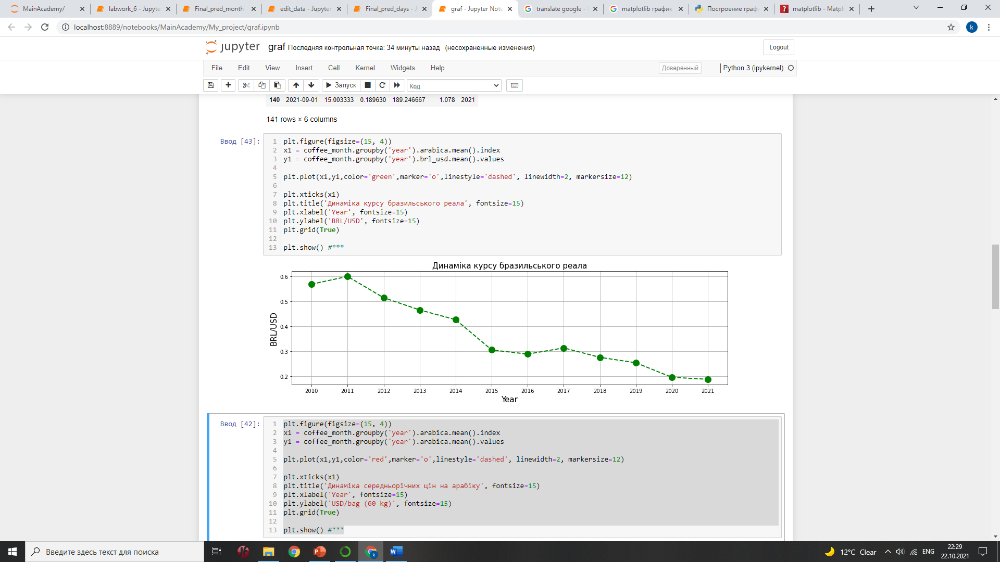 MainAcademy/
labwork_6 - Jupyte
Final_pred_month
edit_data - Jupyter
Final_pred_days - J
graf - Jupyter Note
translate google -
matplotlib график
Построение граф
matplotlib - Matpl
localhost:8889/notebooks/MainAcademy/My_project/graf.ipynb
k
jupyter graf Последняя контрольная точка: 34 минуты назад (несохраненные изменения)
Logout
File Edit View Insert Cell Kernel Widgets Help
Доверенный
Python 3 (ipykernel)
Запуск
Код
140 2021-09-01 15.003333 0.189630 189.246667 1.078 2021
141 rows × 6 columns
Ввод [43]:
1 plt.figure(figsize=(15, 4))
2 x1 = coffee_month.groupby('year').arabica.mean().index
3 y1 = coffee_month.groupby('year').brl_usd.mean().values
4
5 plt.plot(x1,y1,color='green',marker='o',linestyle='dashed', linewidth=2, markersize=12)
6
7 plt.xticks(x1)
8 plt.title('Динаміка курсу бразильського реала', fontsize=15)
9 plt.xlabel('Year', fontsize=15)
10 plt.ylabel('BRL/USD', fontsize=15)
11 plt.grid(True)
12
13 plt.show() #***
Динаміка курсу бразильського реала
0.6
0.5
0.4
0.3
0.2
BRL/USD
2010 2011 2012 2013 2014 2015 2016 2017 2018 2019 2020 2021
Year
Ввод [42]:
1 plt.figure(figsize=(15, 4))
2 x1 = coffee_month.groupby('year').arabica.mean().index
3 y1 = coffee_month.groupby('year').arabica.mean().values
4
5 plt.plot(x1,y1,color='red',marker='o',linestyle='dashed', linewidth=2, markersize=12)
6
7 plt.xticks(x1)
8 plt.title('Динаміка середньорічних цін на арабіку', fontsize=15)
9 plt.xlabel('Year', fontsize=15)
10 plt.ylabel('USD/bag (60 kg)', fontsize=15)
11 plt.grid(True)
12
13 plt.show() #***
Введите здесь текст для поиска
12°C Clear
ENG
22:29
22.10.2021